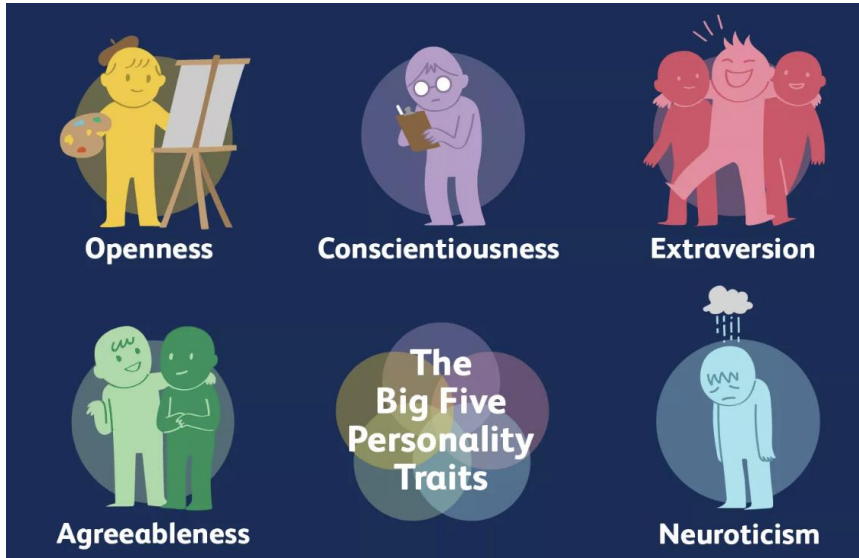 Openness
Conscientiousness
Extraversion
Agreeableness
The
Big Five
Personality
Traits
Neuroticism